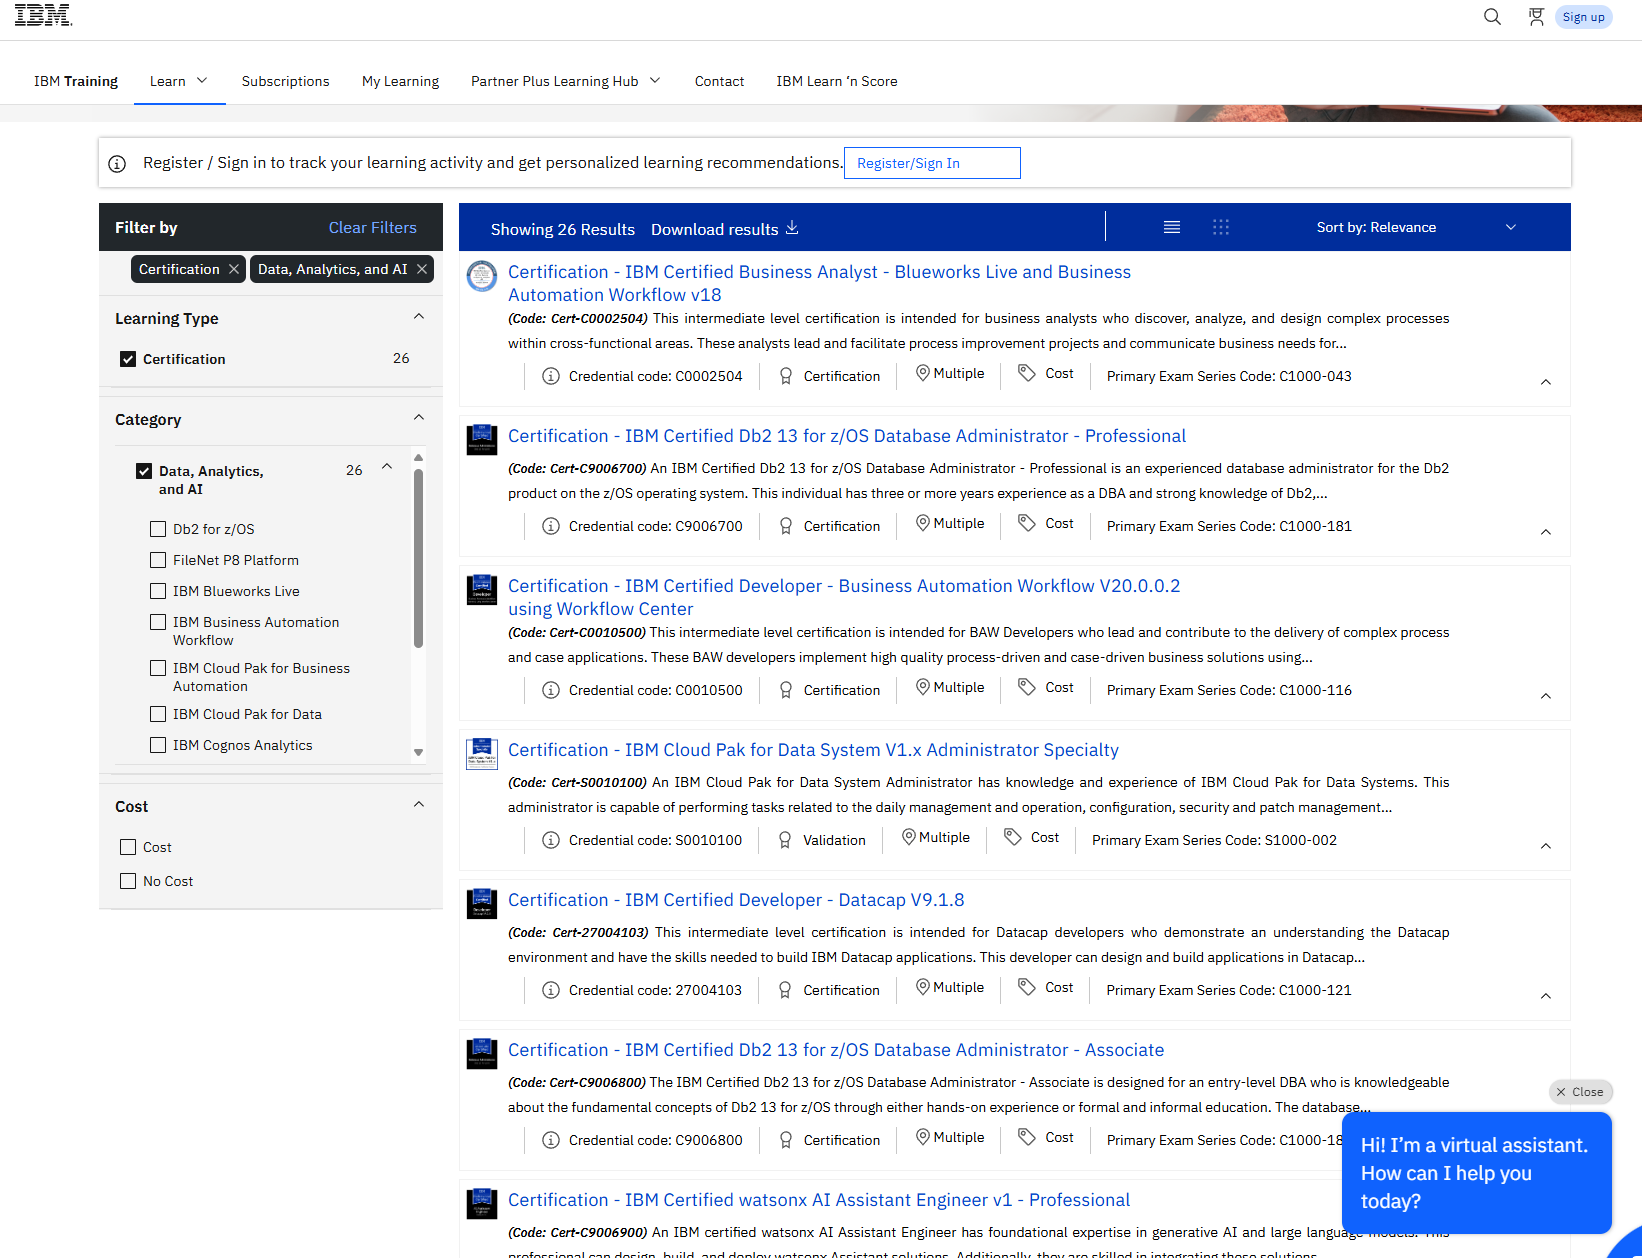 IBM
Sign up
IBM Training
Learn
Subscriptions
My Learning
Partner Plus Learning Hub
Contact
IBM Learn ‘n Score
Register / Sign in to track your learning activity and get personalized learning recommendations.
Register/Sign In
Filter by
Clear Filters
Certification
Data, Analytics, and AI
Learning Type
Certification 26
Category
Data, Analytics, 26
and AI
Db2 for z/OS
FileNet P8 Platform
IBM Blueworks Live
IBM Business Automation
Workflow
IBM Cloud Pak for Business
Automation
IBM Cloud Pak for Data
IBM Cognos Analytics
Cost
Cost
No Cost
Showing 26 Results
Download results
Sort by: Relevance
Certification - IBM Certified Business Analyst - Blueworks Live and Business
Automation Workflow v18
(Code: Cert-C0002504) This intermediate level certification is intended for business analysts who discover, analyze, and design complex processes
within cross-functional areas. These analysts lead and facilitate process improvement projects and communicate business needs for...
Credential code: C0002504 Certification Multiple Cost Primary Exam Series Code: C1000-043
Certification - IBM Certified Db2 13 for z/OS Database Administrator - Professional
(Code: Cert-C9006700) An IBM Certified Db2 13 for z/OS Database Administrator - Professional is an experienced database administrator for the Db2
product on the z/OS operating system. This individual has three or more years experience as a DBA and strong knowledge of Db2,...
Credential code: C9006700 Certification Multiple Cost Primary Exam Series Code: C1000-181
Certification - IBM Certified Developer - Business Automation Workflow V20.0.0.2
using Workflow Center
(Code: Cert-C0010500) This intermediate level certification is intended for BAW Developers who lead and contribute to the delivery of complex process
and case applications. These BAW developers implement high quality process-driven and case-driven business solutions using...
Credential code: C0010500 Certification Multiple Cost Primary Exam Series Code: C1000-116
Certification - IBM Cloud Pak for Data System V1.x Administrator Specialty
(Code: Cert-S0010100) An IBM Cloud Pak for Data System Administrator has knowledge and experience of IBM Cloud Pak for Data Systems. This
administrator is capable of performing tasks related to the daily management and operation, configuration, security and patch management...
Credential code: S0010100 Validation Multiple Cost Primary Exam Series Code: S1000-002
Certification - IBM Certified Developer - Datacap V9.1.8
(Code: Cert-27004103) This intermediate level certification is intended for Datacap developers who demonstrate an understanding the Datacap
environment and have the skills needed to build IBM Datacap applications. This developer can design and build applications in Datacap...
Credential code: 27004103 Certification Multiple Cost Primary Exam Series Code: C1000-121
Certification - IBM Certified Db2 13 for z/OS Database Administrator - Associate
(Code: Cert-C9006800) The IBM Certified Db2 13 for z/OS Database Administrator - Associate is designed for an entry-level DBA who is knowledgeable
about the fundamental concepts of Db2 13 for z/OS through either hands-on experience or formal and informal education. The database...
Credential code: C9006800 Certification Multiple Cost Primary Exam Series Code: C1000-18
Certification - IBM Certified watsonx AI Assistant Engineer v1 - Professional
(Code: Cert-C9006900) An IBM certified watsonx AI Assistant Engineer has foundational expertise in generative AI and large language models. This
professional can design, build, and deploy watsonx Assistant solutions. Additionally, they are skilled in integrating these solutions
Close
Hi! I’m a virtual assistant.
How can I help you
today?